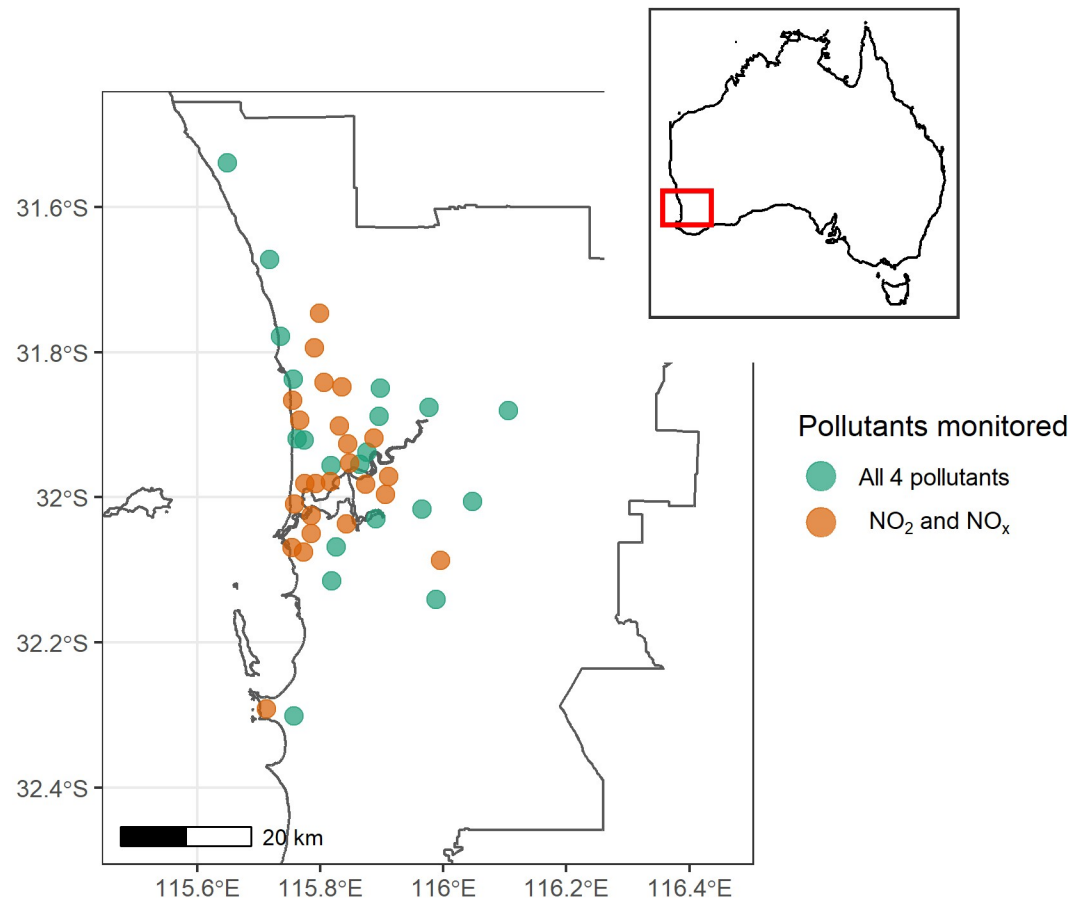 31.6°S
31.8°S
32°S
32.2°S
32.4°S
20 km
115.6°E
115.8°E
116°E
116.2°E
116.4°E
Pollutants monitored
All 4 pollutants
NO₂ and NOₓ